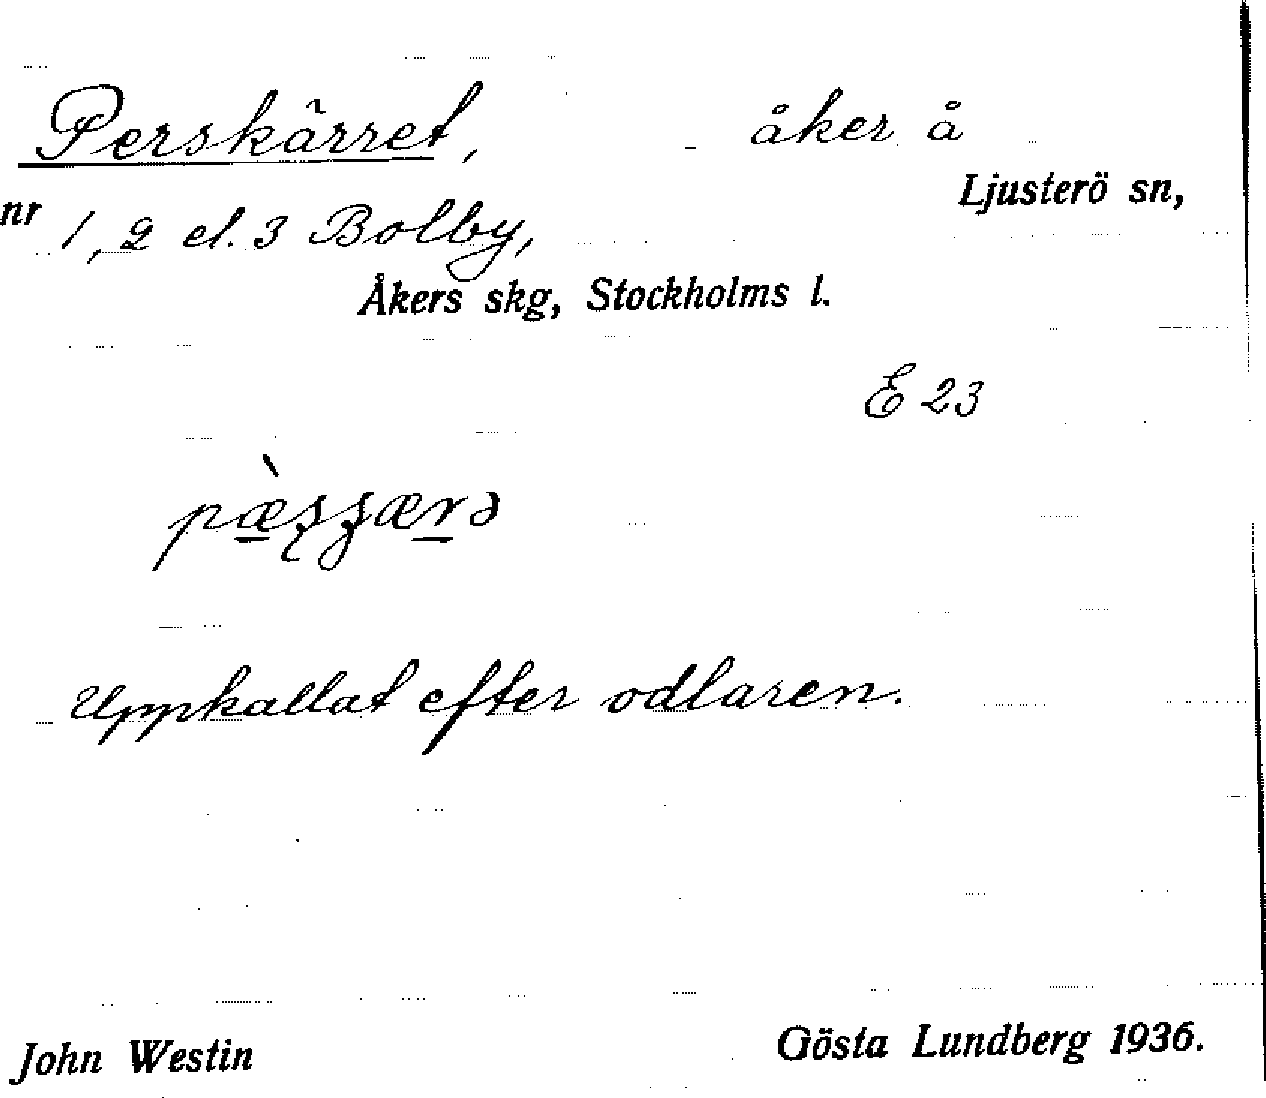 Perskärret, åker å
Ljusterö sn,
nr 1, 2 el. 3 Bolby,
Åkers skg, Stockholms l.
E 23
Uppkallat efter odlaren.
John Westin Gösta Lundberg 1936.